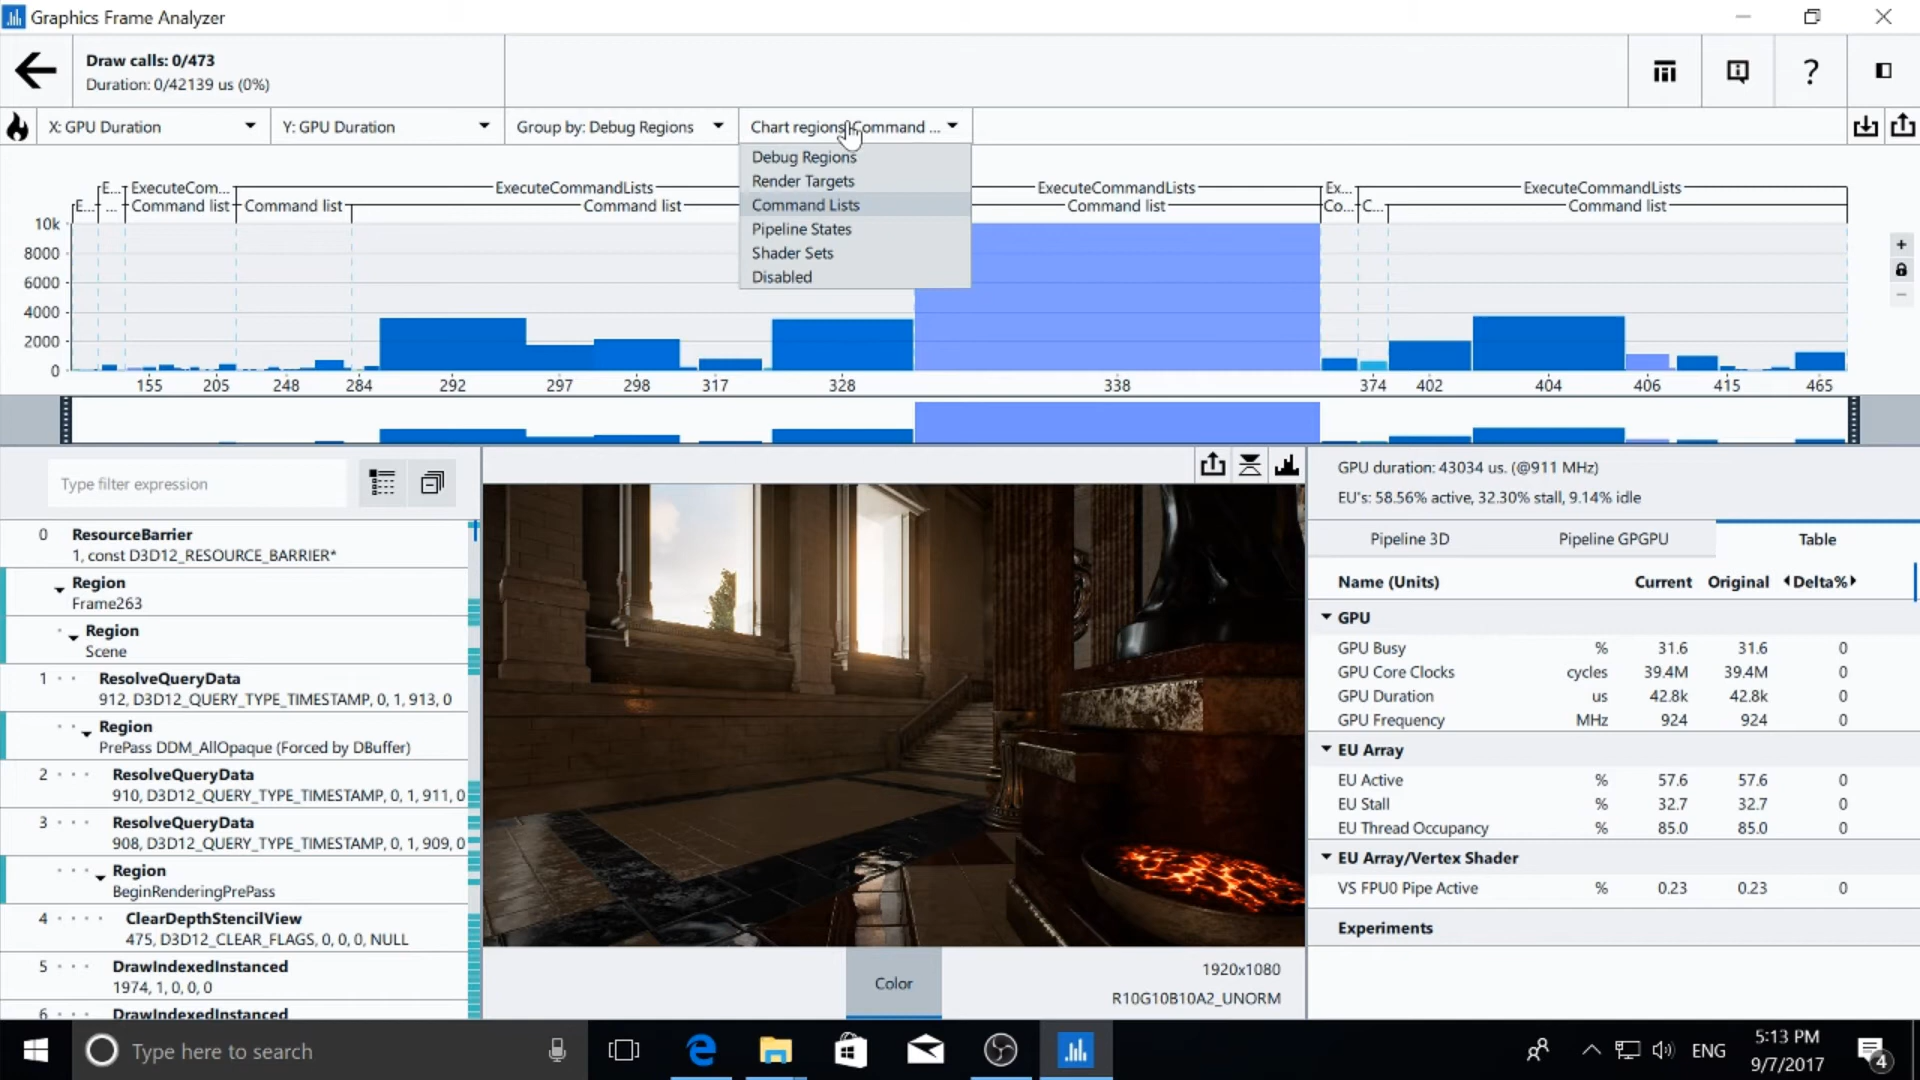 Graphics Frame Analyzer
Draw calls: 0/473
Duration: 0/42139 us (0%)
X: GPU Duration
Y: GPU Duration
Group by: Debug Regions
Chart regions: Command ...
Debug Regions
Render Targets
Command Lists
Pipeline States
Shader Sets
Disabled
E... ExecuteCom... ExecuteCommandLists ExecuteCommandLists Ex... ExecuteCommandLists
E... ... Command list Command list Command list Command list Co... C... Command list
10k
8000
6000
4000
2000
0
155 205 248 284 292 297 298 317 328 338 374 402 404 406 415 465
Type filter expression
0 ResourceBarrier
1, const D3D12_RESOURCE_BARRIER*
Region
Frame263
Region
Scene
1 ResolveQueryData
912, D3D12_QUERY_TYPE_TIMESTAMP, 0, 1, 913, 0
Region
PrePass DDM_AllOpaque (Forced by DBuffer)
2 ResolveQueryData
910, D3D12_QUERY_TYPE_TIMESTAMP, 0, 1, 911, 0
3 ResolveQueryData
908, D3D12_QUERY_TYPE_TIMESTAMP, 0, 1, 909, 0
Region
BeginRenderingPrePass
4 ClearDepthStencilView
475, D3D12_CLEAR_FLAGS, 0, 0, 0, NULL
5 DrawIndexedInstanced
1974, 1, 0, 0, 0
6 DrawIndexedInstanced
Color
1920x1080
R10G10B10A2_UNORM
GPU duration: 43034 us. (@911 MHz)
EU's: 58.56% active, 32.30% stall, 9.14% idle
Pipeline 3D Pipeline GPGPU Table
Name (Units) Current Original Delta%
GPU
GPU Busy % 31.6 31.6 0
GPU Core Clocks cycles 39.4M 39.4M 0
GPU Duration us 42.8k 42.8k 0
GPU Frequency MHz 924 924 0
EU Array
EU Active % 57.6 57.6 0
EU Stall % 32.7 32.7 0
EU Thread Occupancy % 85.0 85.0 0
EU Array/Vertex Shader
VS FPU0 Pipe Active % 0.23 0.23 0
Experiments
Type here to search
ENG
5:13 PM
9/7/2017
4